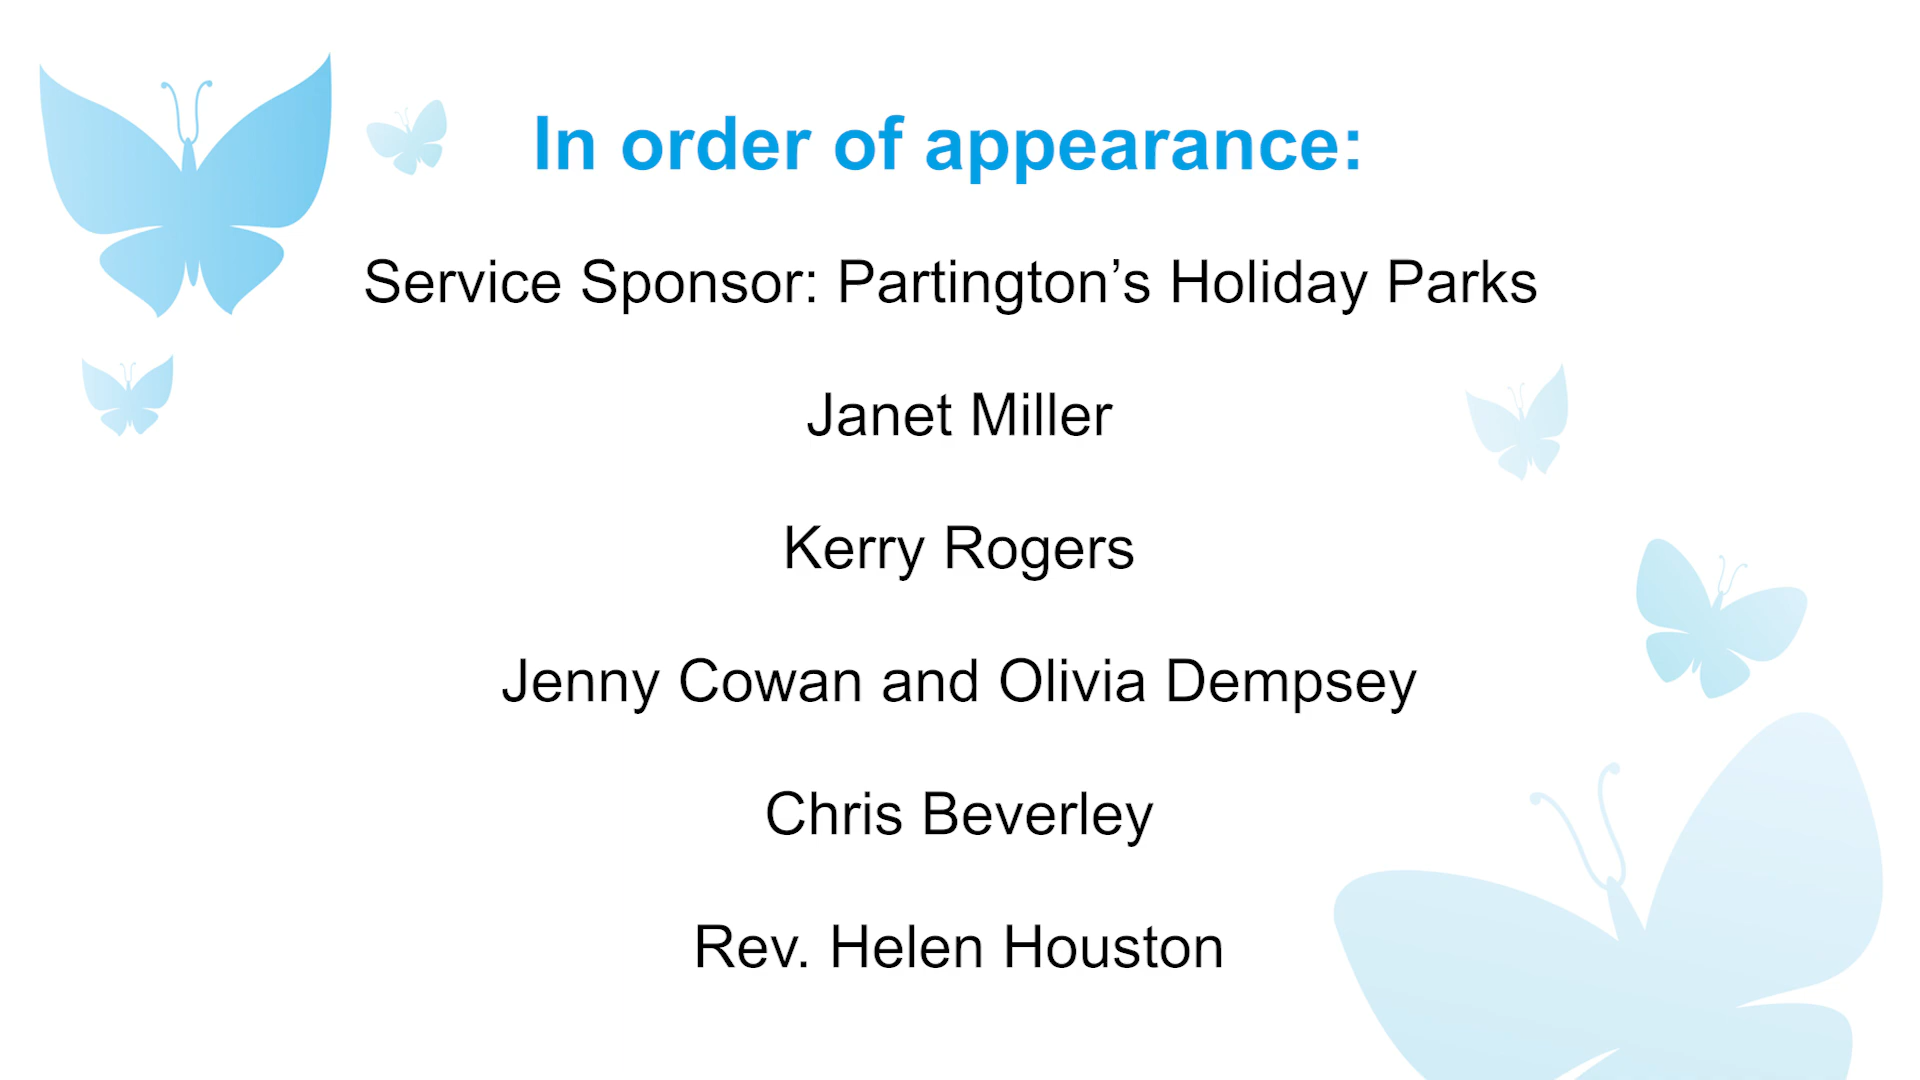 In order of appearance:
Service Sponsor: Partington’s Holiday Parks
Janet Miller
Kerry Rogers
Jenny Cowan and Olivia Dempsey
Chris Beverley
Rev. Helen Houston